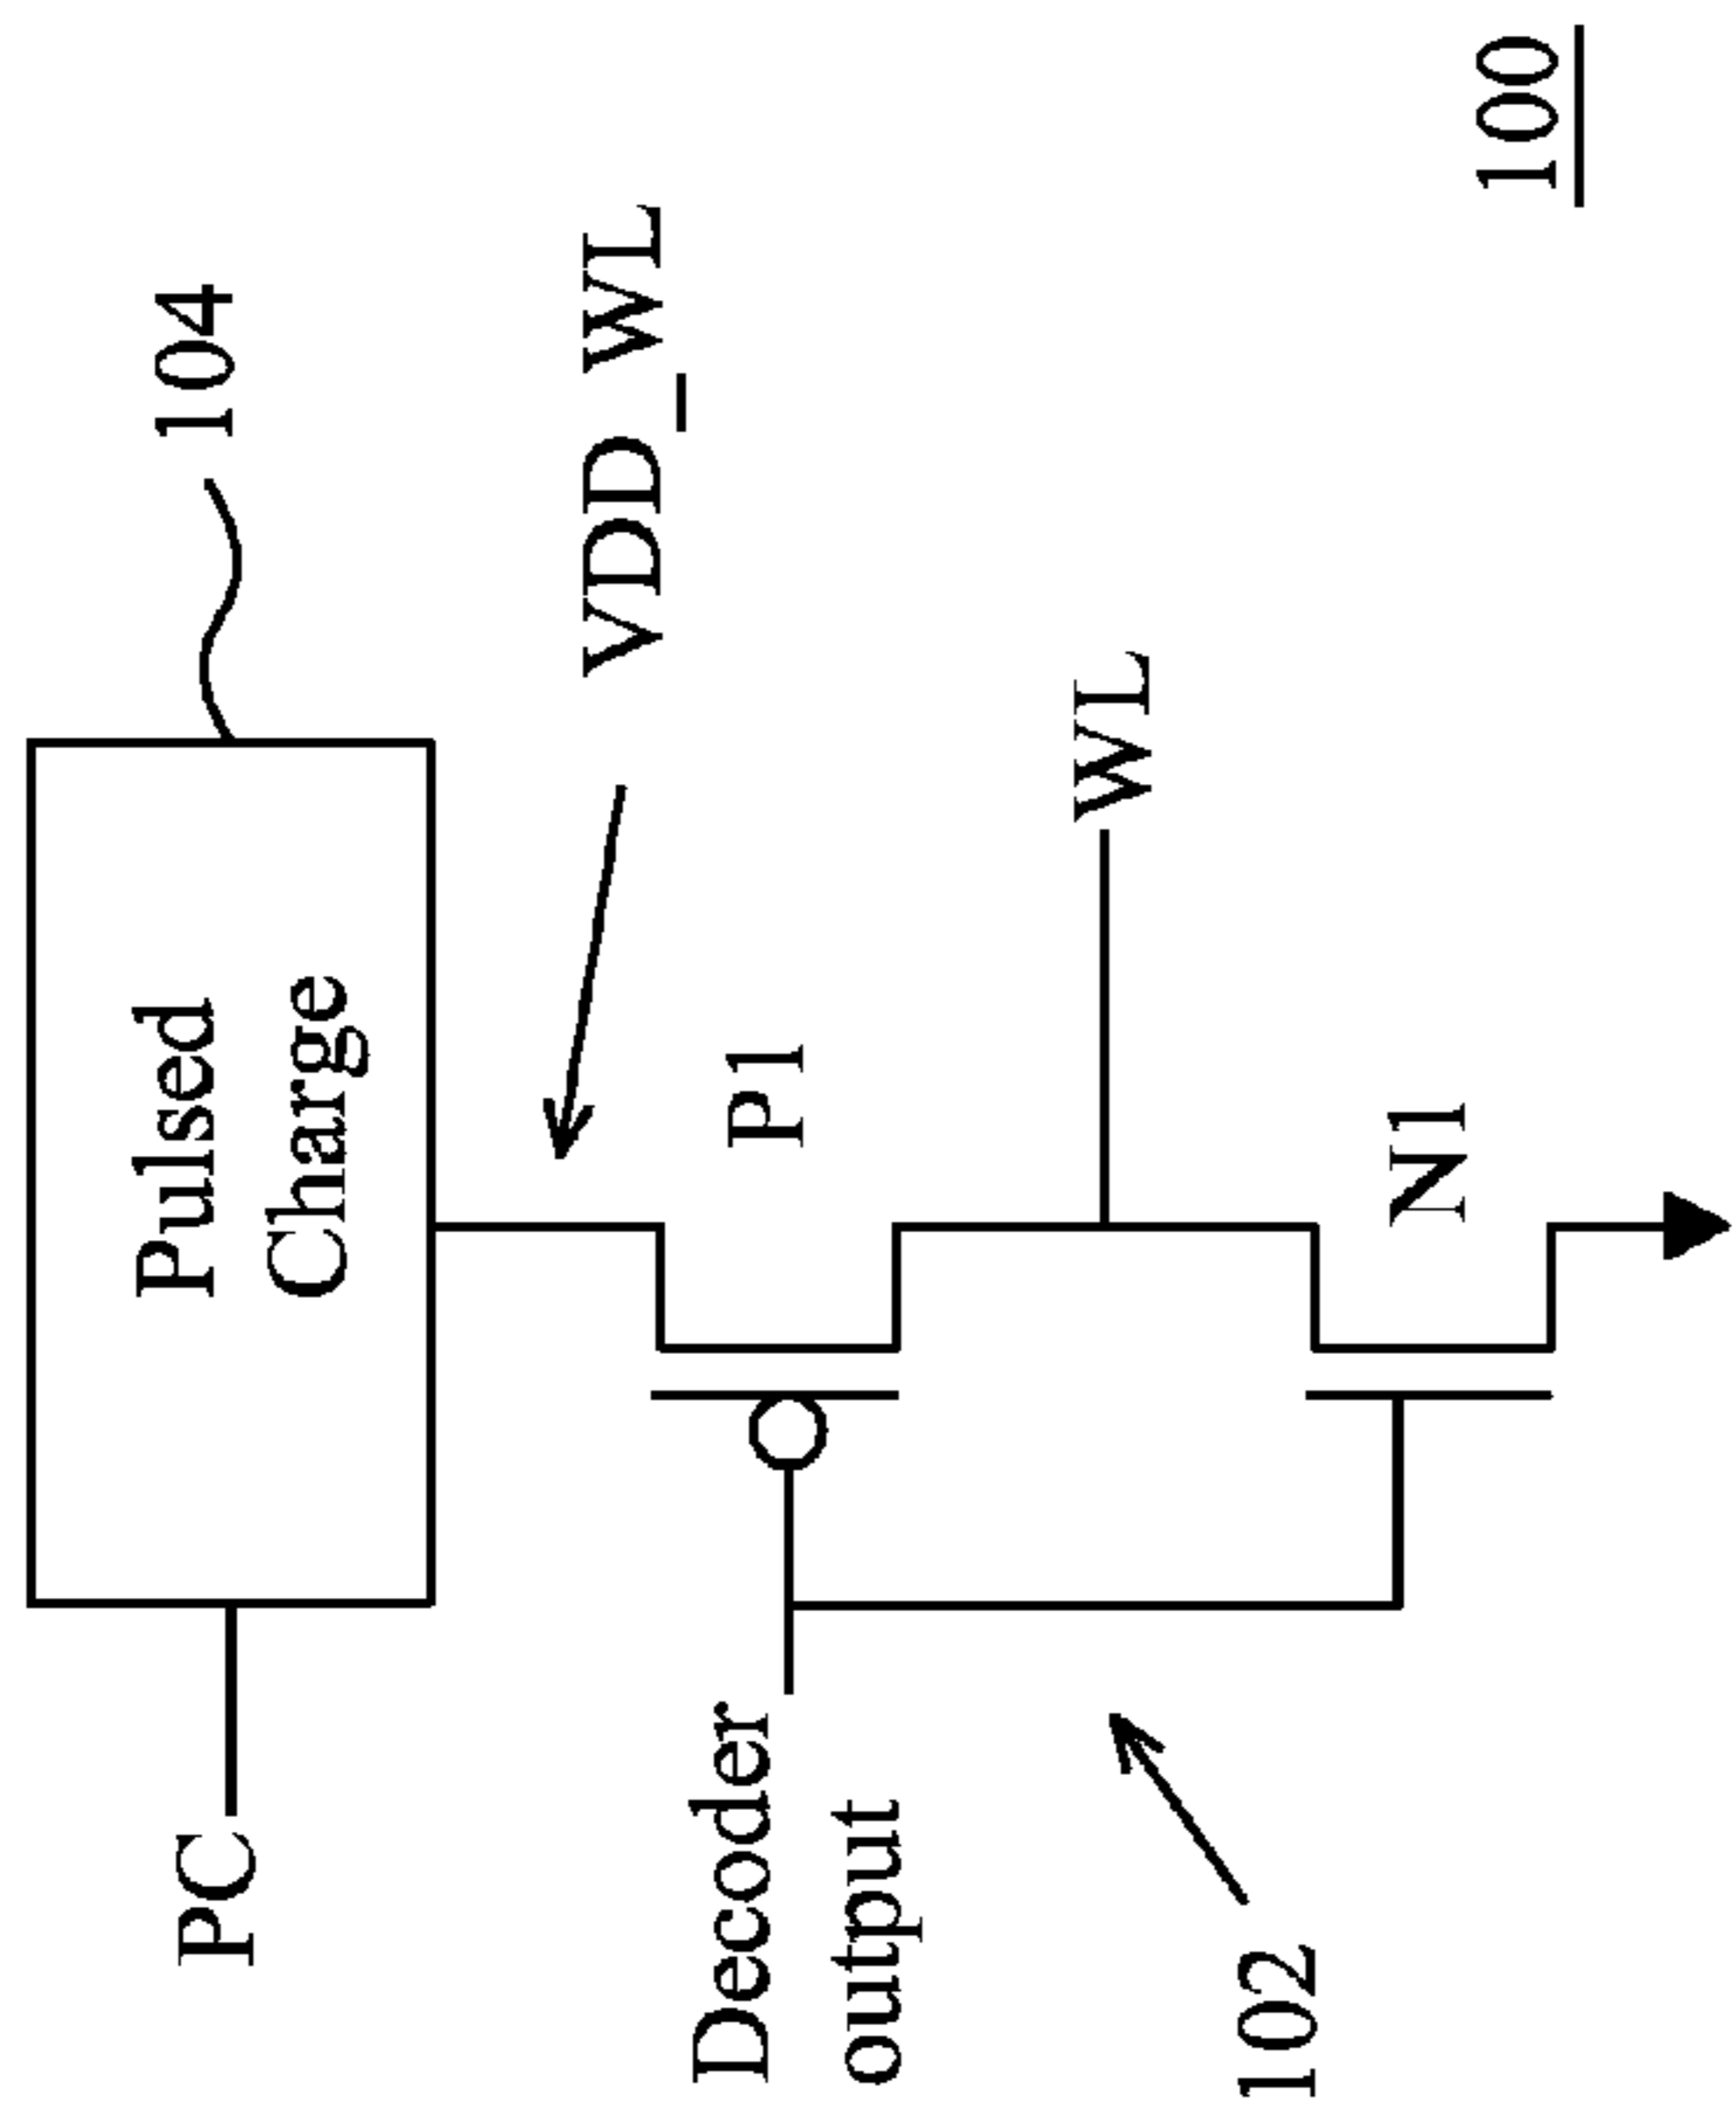 PC
Pulsed
Charge
104
VDD_WL
P1
Decoder
output
WL
102
N1
100